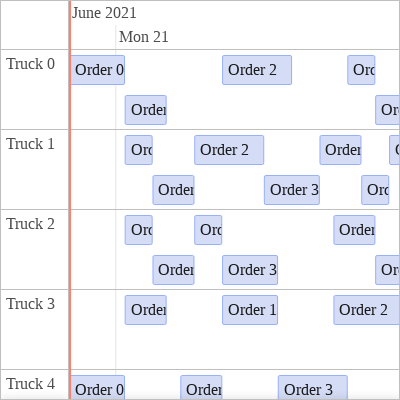 June 2021
Mon 21
Truck 0
Order 0 Order 2 Orc
Order Or
Truck 1
Orc Order 2 Order
Order Order 3 Orc
Truck 2
Orc Orc Order
Order Order 3 Or
Truck 3
Order Order 1 Order 2
Truck 4
Order 0 Order Order 3